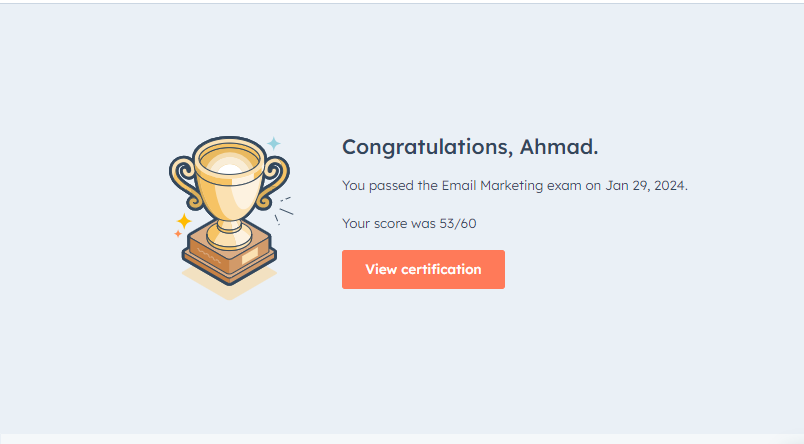 Congratulations, Ahmad.
You passed the Email Marketing exam on Jan 29, 2024.
Your score was 53/60
View certification